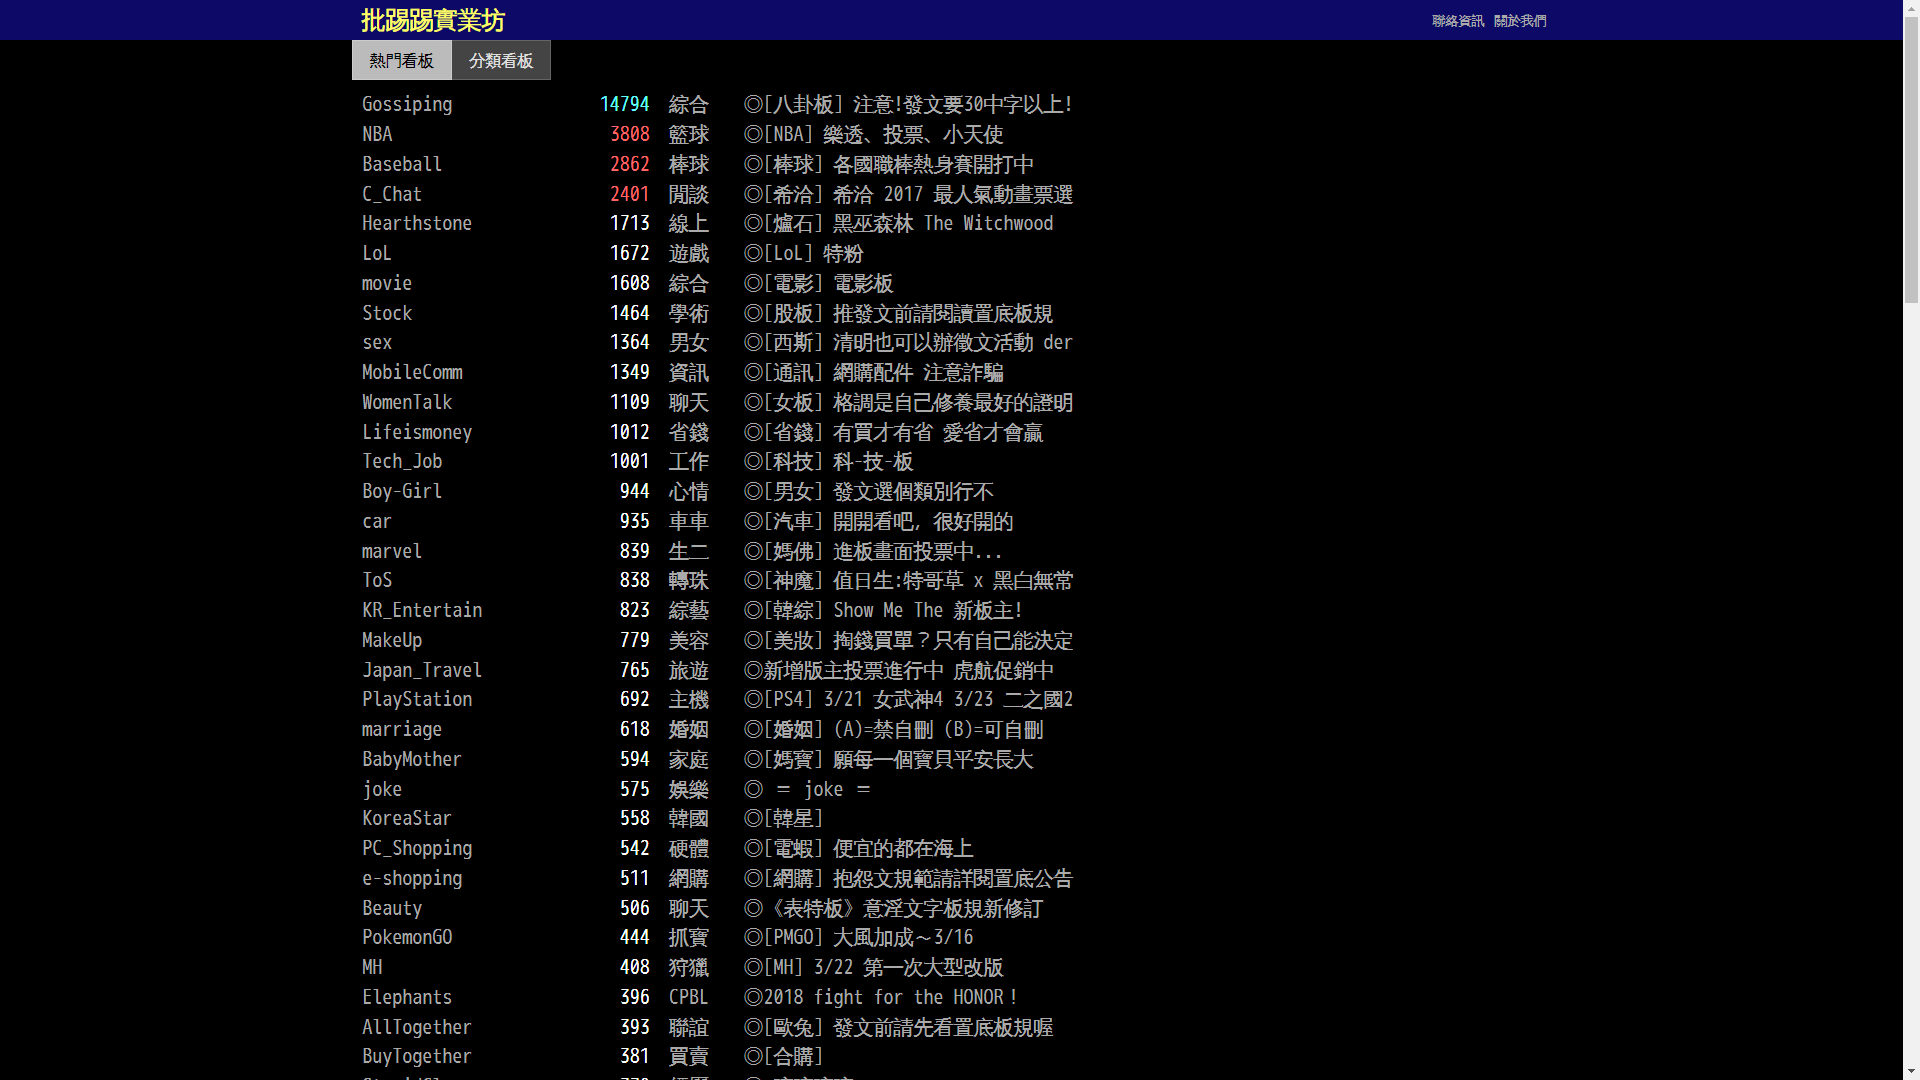 批踢踢實業坊 聯絡資訊 關於我們
熱門看板 分類看板
Gossiping 14794 綜合 ◎[八卦板] 注意!發文要30中字以上!
NBA 3808 籃球 ◎[NBA] 樂透、投票、小天使
Baseball 2862 棒球 ◎[棒球] 各國職棒熱身賽開打中
C_Chat 2401 閒談 ◎[希洽] 希洽 2017 最人氣動畫票選
Hearthstone 1713 線上 ◎[爐石] 黑巫森林 The Witchwood
LoL 1672 遊戲 ◎[LoL] 特粉
movie 1608 綜合 ◎[電影] 電影板
Stock 1464 學術 ◎[股板] 推發文前請閱讀置底板規
sex 1364 男女 ◎[西斯] 清明也可以辦徵文活動 der
MobileComm 1349 資訊 ◎[通訊] 網購配件 注意詐騙
WomenTalk 1109 聊天 ◎[女板] 格調是自己修養最好的證明
Lifeismoney 1012 省錢 ◎[省錢] 有買才有省 愛省才會贏
Tech_Job 1001 工作 ◎[科技] 科-技-板
Boy-Girl 944 心情 ◎[男女] 發文選個類別行不
car 935 車車 ◎[汽車] 開開看吧, 很好開的
marvel 839 生二 ◎[媽佛] 進板畫面投票中...
ToS 838 轉珠 ◎[神魔] 值日生:特哥草 x 黑白無常
KR_Entertain 823 綜藝 ◎[韓綜] Show Me The 新板主!
MakeUp 779 美容 ◎[美妝] 掏錢買單？只有自己能決定
Japan_Travel 765 旅遊 ◎新增版主投票進行中 虎航促銷中
PlayStation 692 主機 ◎[PS4] 3/21 女武神4 3/23 二之國2
marriage 618 婚姻 ◎[婚姻] (A)=禁自刪 (B)=可自刪
BabyMother 594 家庭 ◎[媽寶] 願每一個寶貝平安長大
joke 575 娛樂 ◎ ＝ joke ＝
KoreaStar 558 韓國 ◎[韓星]
PC_Shopping 542 硬體 ◎[電蝦] 便宜的都在海上
e-shopping 511 網購 ◎[網購] 抱怨文規範請詳閱置底公告
Beauty 506 聊天 ◎《表特板》意淫文字板規新修訂
PokemonGO 444 抓寶 ◎[PMGO] 大風加成～3/16
MH 408 狩獵 ◎[MH] 3/22 第一次大型改版
Elephants 396 CPBL ◎2018 fight for the HONOR！
AllTogether 393 聯誼 ◎[歐兔] 發文前請先看置底板規喔
BuyTogether 381 買賣 ◎[合購]